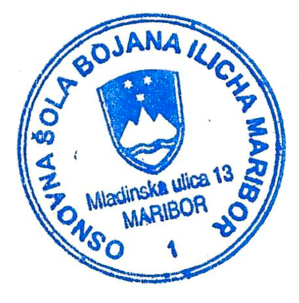 OSNOVNA ŠOLA BOJANA ILICHA MARIBOR
Mladinska ulica 13
MARIBOR
1